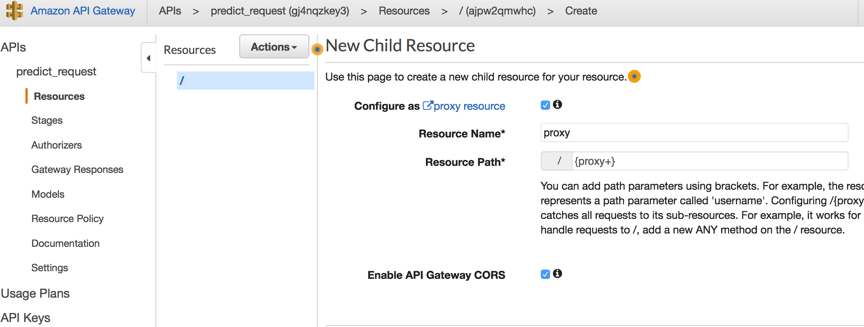 Amazon API Gateway APIs > predict_request (gj4nqzkey3) > Resources > / (ajpw2qmwhc) > Create
APIs
predict_request
Resources
Stages
Authorizers
Gateway Responses
Models
Resource Policy
Documentation
Settings
Usage Plans
API Keys
Resources Actions
/
New Child Resource
Use this page to create a new child resource for your resource.
Configure as proxy resource
Resource Name* proxy
Resource Path* / {proxy+}
You can add path parameters using brackets. For example, the reso
represents a path parameter called 'username'. Configuring /{proxy
catches all requests to its sub-resources. For example, it works for
handle requests to /, add a new ANY method on the / resource.
Enable API Gateway CORS